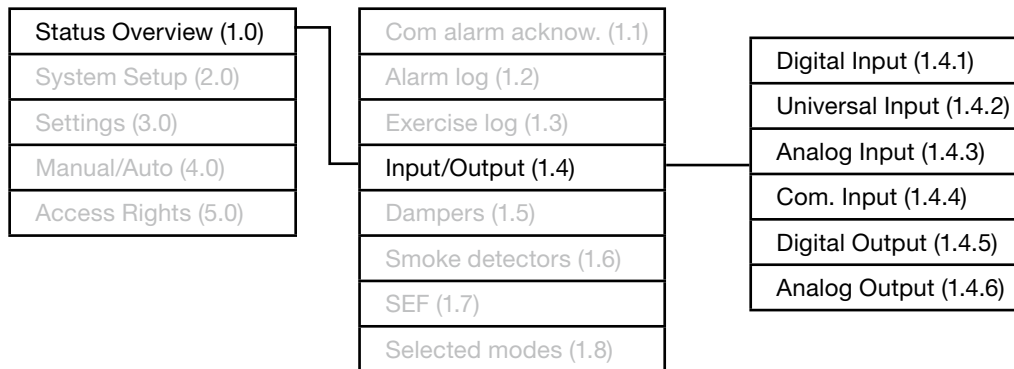 Status Overview (1.0)
System Setup (2.0)
Settings (3.0)
Manual/Auto (4.0)
Access Rights (5.0)
Com alarm acknow. (1.1)
Alarm log (1.2)
Exercise log (1.3)
Input/Output (1.4)
Dampers (1.5)
Smoke detectors (1.6)
SEF (1.7)
Selected modes (1.8)
Digital Input (1.4.1)
Universal Input (1.4.2)
Analog Input (1.4.3)
Com. Input (1.4.4)
Digital Output (1.4.5)
Analog Output (1.4.6)